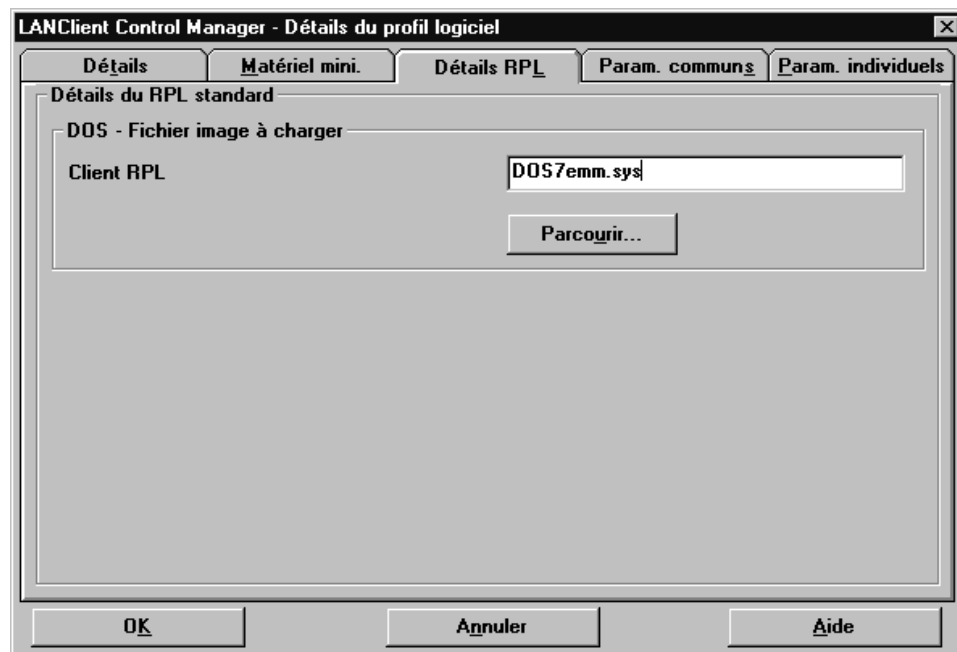 LANClient Control Manager - Détails du profil logiciel
Détails Matériel mini. Détails RPL Param. communs Param. individuels
Détails du RPL standard
DOS - Fichier image à charger
Client RPL DOS7emm.sys
Parcourir...
OK Annuler Aide